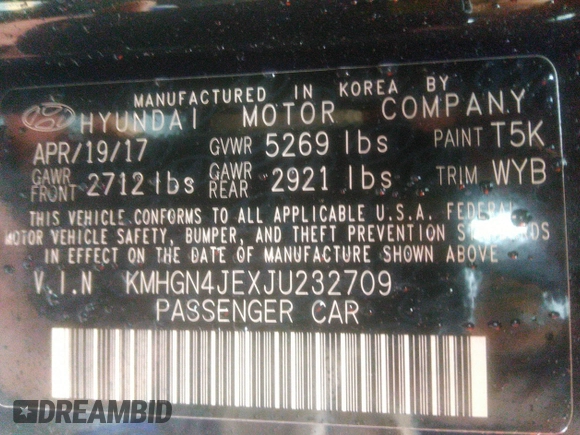 MANUFACTURED IN KOREA BY
HYUNDAI MOTOR COMPANY
APR/19/17 GVWR 5269 lbs PAINT T5K
GAWR FRONT 2712 lbs GAWR REAR 2921 lbs TRIM WYB
THIS VEHICLE CONFORMS TO ALL APPLICABLE U.S.A. FEDERAL
MOTOR VEHICLE SAFETY, BUMPER, AND THEFT PREVENTION STANDARDS
IN EFFECT ON THE DATE OF MANUFACTURE SHOWN ABOVE
V.I.N KMHGN4JEXJU232709
PASSENGER CAR
DREAMBID